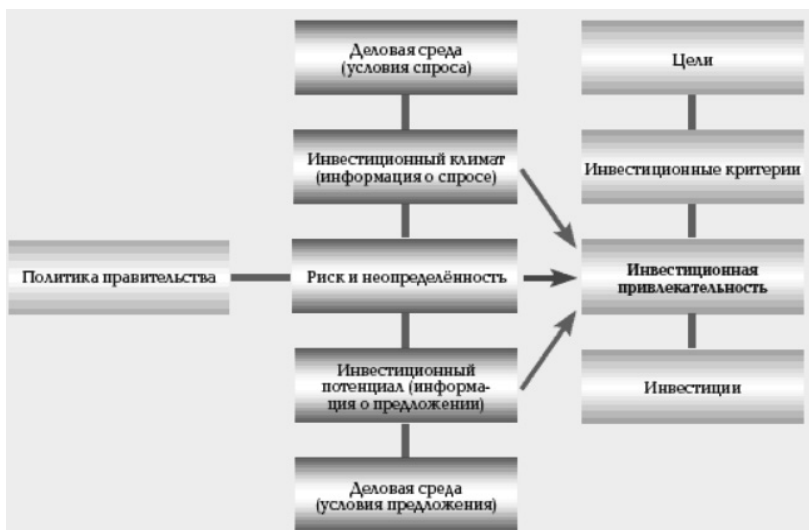 Деловая среда
(условия спроса)
Цели
Инвестиционный климат
(информация о спросе)
Инвестиционные критерии
Политика правительства
Риск и неопределённость
Инвестиционная
привлекательность
Инвестиционный
потенциал (информа-
ция о предложении)
Инвестиции
Деловая среда
(условия предложения)